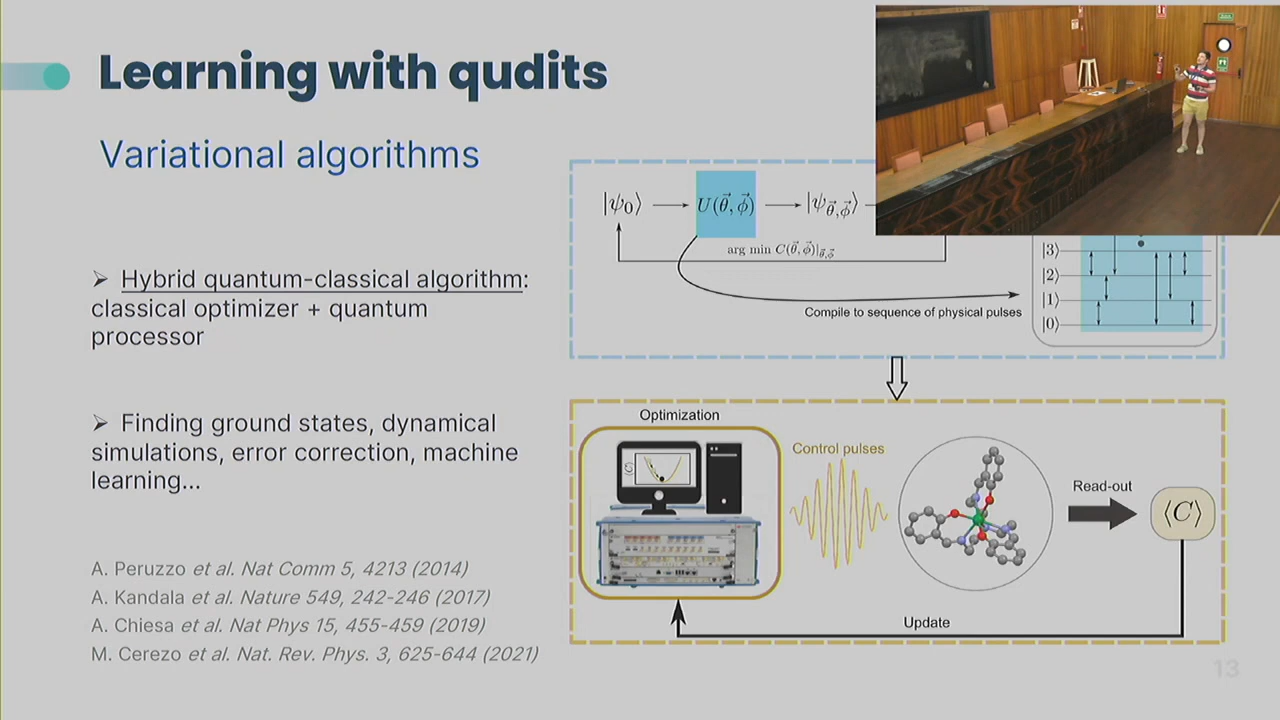 Learning with qudits
Variational algorithms
➢ Hybrid quantum-classical algorithm:
classical optimizer + quantum
processor
➢ Finding ground states, dynamical
simulations, error correction, machine
learning...
A. Peruzzo et al. Nat Comm 5, 4213 (2014)
A. Kandala et al. Nature 549, 242-246 (2017)
A. Chiesa et al. Nat Phys 15, 455-459 (2019)
M. Cerezo et al. Nat. Rev. Phys. 3, 625-644 (2021)
|ψ₀⟩ → U(θ⃗,ϕ⃗) → |ψ_θ⃗,ϕ⃗⟩
arg min C(θ⃗,ϕ⃗)|_θ⃗,ϕ⃗
Compile to sequence of physical pulses
|3⟩
|2⟩
|1⟩
|0⟩
Optimization
⟨C⟩
Control pulses
Read-out
⟨C⟩
Update
13